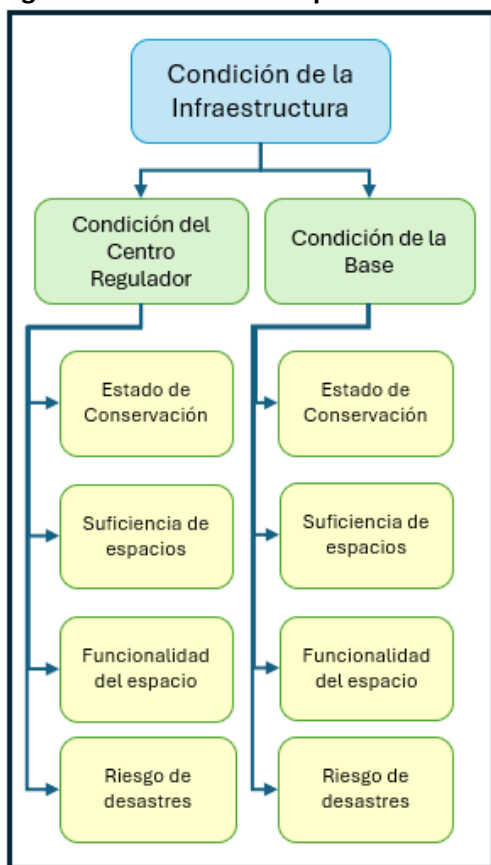 Condición de la
Infraestructura
Condición del
Centro
Regulador
Condición de la
Base
Estado de
Conservación
Estado de
Conservación
Suficiencia de
espacios
Suficiencia de
espacios
Funcionalidad
del espacio
Funcionalidad
del espacio
Riesgo de
desastres
Riesgo de
desastres